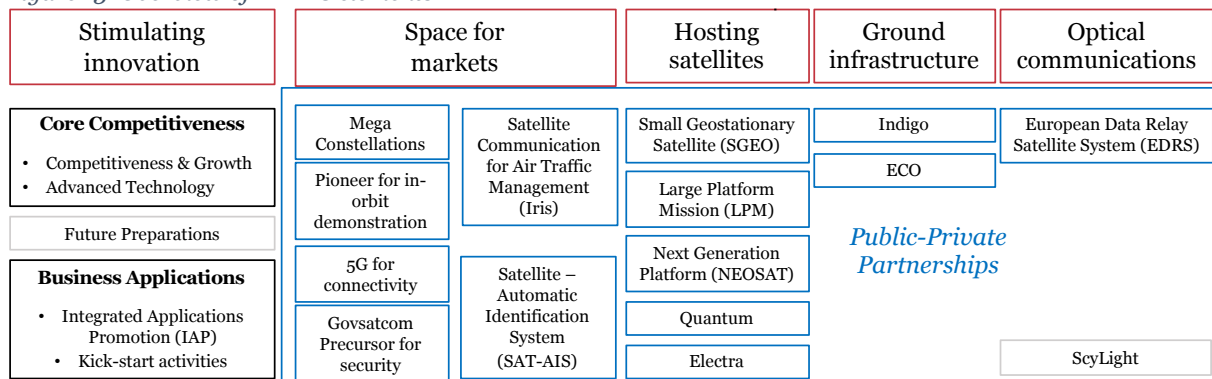 Stimulating
innovation
Space for
markets
Hosting
satellites
Ground
infrastructure
Optical
communications
Core Competitiveness
• Competitiveness & Growth
• Advanced Technology
Future Preparations
Business Applications
• Integrated Applications
Promotion (IAP)
• Kick-start activities
Mega
Constellations
Pioneer for in-
orbit
demonstration
5G for
connectivity
Govsatcom
Precursor for
security
Satellite
Communication
for Air Traffic
Management
(Iris)
Satellite –
Automatic
Identification
System
(SAT-AIS)
Small Geostationary
Satellite (SGEO)
Large Platform
Mission (LPM)
Next Generation
Platform (NEOSAT)
Quantum
Electra
Indigo
ECO
Public-Private
Partnerships
European Data Relay
Satellite System (EDRS)
ScyLight